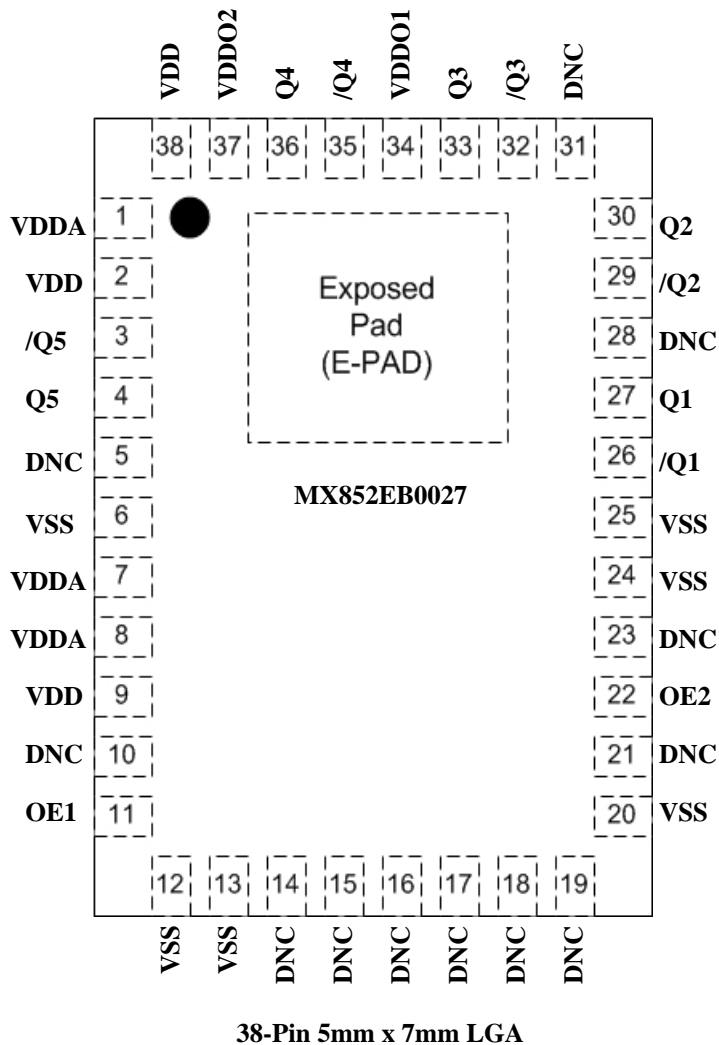 VDD VDDO2 Q4 /Q4 VDDO1 Q3 /Q3 DNC
38 37 36 35 34 33 32 31
VDDA 1 30 Q2
VDD 2 29 /Q2
/Q5 3 28 DNC
Q5 4 27 Q1
DNC 5 26 /Q1
VSS 6 25 VSS
VDDA 7 24 VSS
VDDA 8 23 DNC
VDD 9 22 OE2
DNC 10 21 DNC
OE1 11 20 VSS
Exposed
Pad
(E-PAD)
MX852EB0027
12 13 14 15 16 17 18 19
VSS VSS DNC DNC DNC DNC DNC DNC
38-Pin 5mm x 7mm LGA